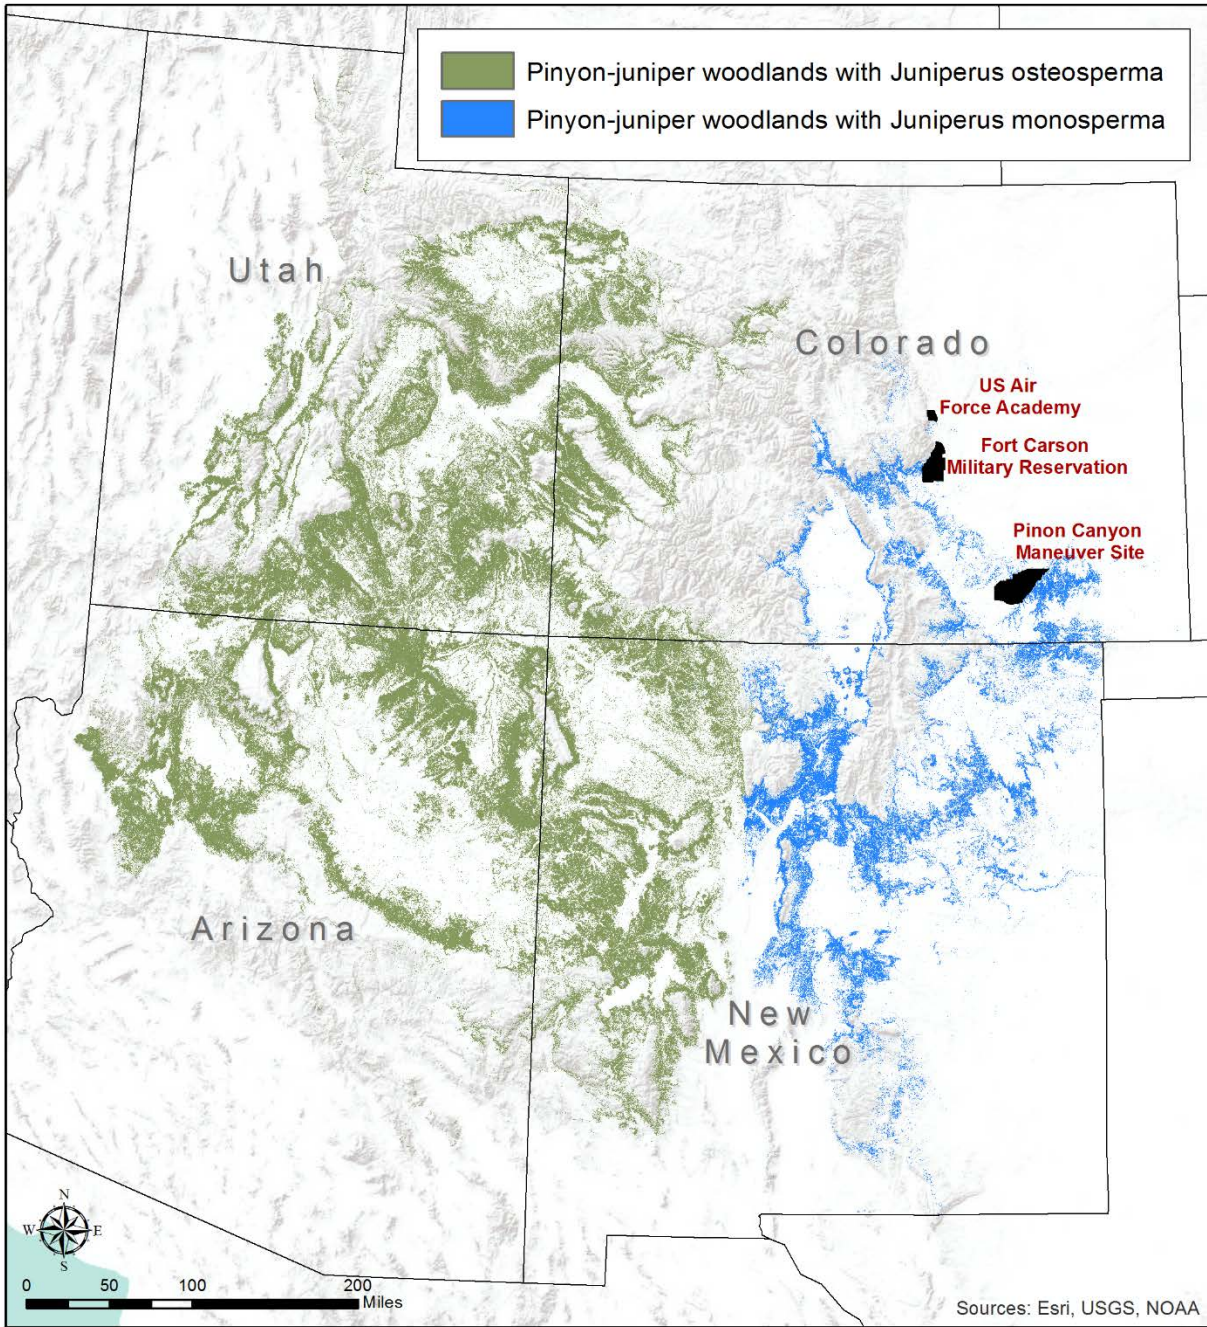 Pinyon-juniper woodlands with Juniperus osteosperma
Pinyon-juniper woodlands with Juniperus monosperma
Utah
Colorado
US Air
Force Academy
Fort Carson
Military Reservation
Pinon Canyon
Maneuver Site
Arizona
New
Mexico
N
W E
S
0 50 100 200
Miles
Sources: Esri, USGS, NOAA